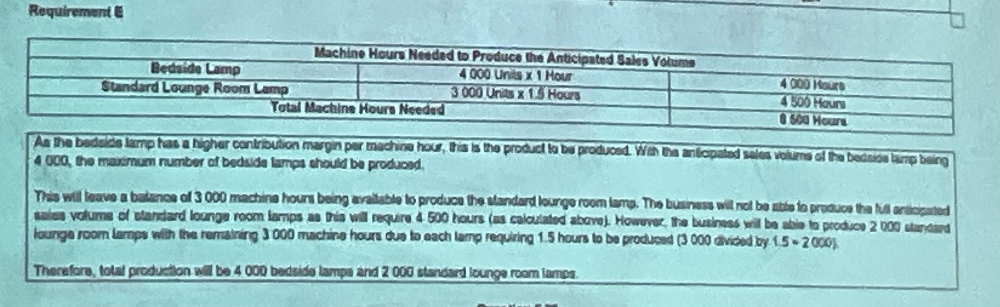 Requirement E
Machine Hours Needed to Produce the Anticipated Sales Volume
Bedside Lamp 4 000 Units x 1 Hour 4 000 Hours
Standard Lounge Room Lamp 3 000 Units x 1.5 Hours 4 500 Hours
Total Machine Hours Needed 8 500 Hours
As the bedside lamp has a higher contribution margin per machine hour, this is the product to be produced. With the anticipated sales volume of the bedside lamp being
4 000, the maximum number of bedside lamps should be produced.
This will leave a balance of 3 000 machine hours being available to produce the standard lounge room lamp. The business will not be able to produce the full anticipated
sales volume of standard lounge room lamps as this will require 4 500 hours (as calculated above). However, the business will be able to produce 2 000 standard
lounge room lamps with the remaining 3 000 machine hours due to each lamp requiring 1.5 hours to be produced (3 000 divided by 1.5 = 2 000).
Therefore, total production will be 4 000 bedside lamps and 2 000 standard lounge room lamps.